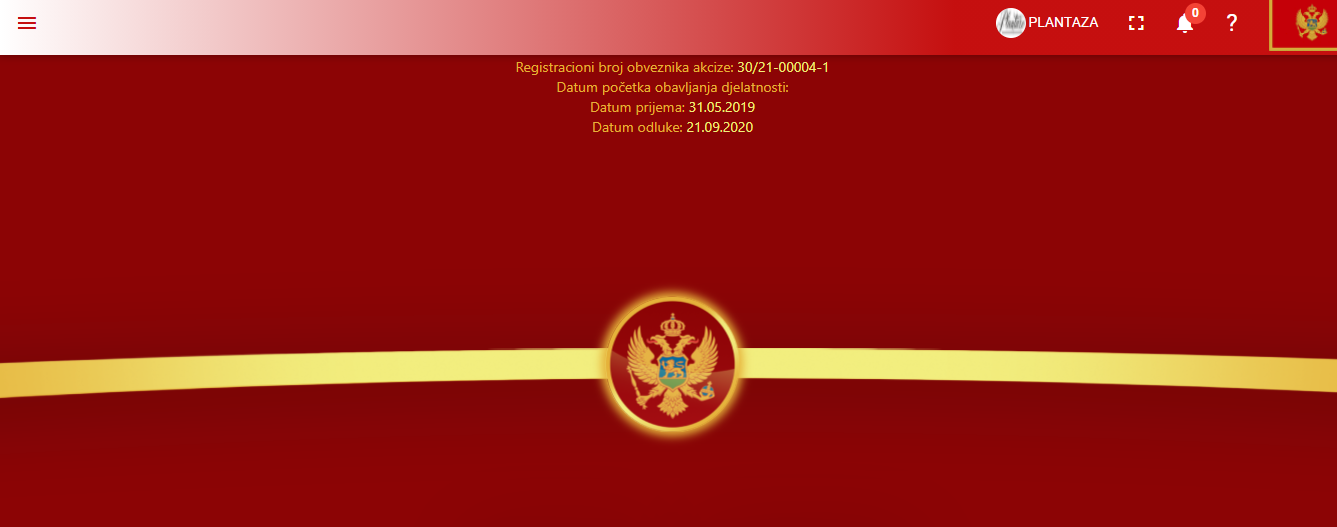 PLANTAZA
0
?
Registracioni broj obveznika akcize: 30/21-00004-1
Datum početka obavljanja djelatnosti:
Datum prijema: 31.05.2019
Datum odluke: 21.09.2020